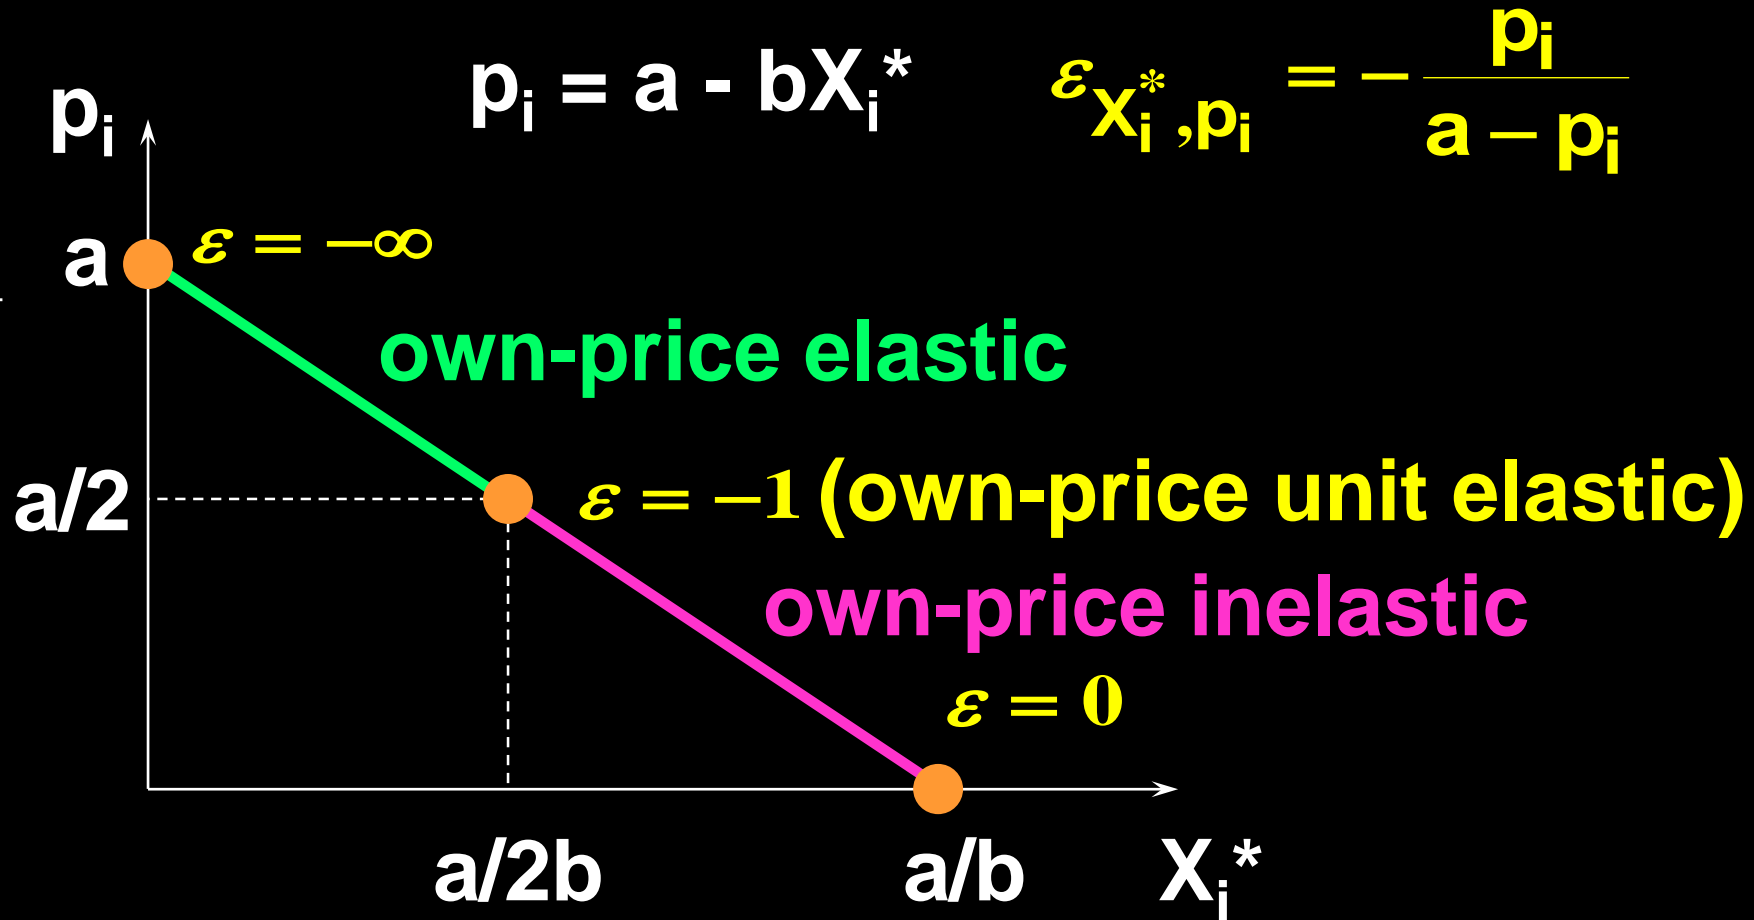 pᵢ = a - bXᵢ*
ε Xᵢ*,pᵢ = − pᵢ / (a − pᵢ)
pᵢ
a
ε = −∞
own-price elastic
a/2
ε = −1 (own-price unit elastic)
own-price inelastic
ε = 0
a/2b
a/b
Xᵢ*